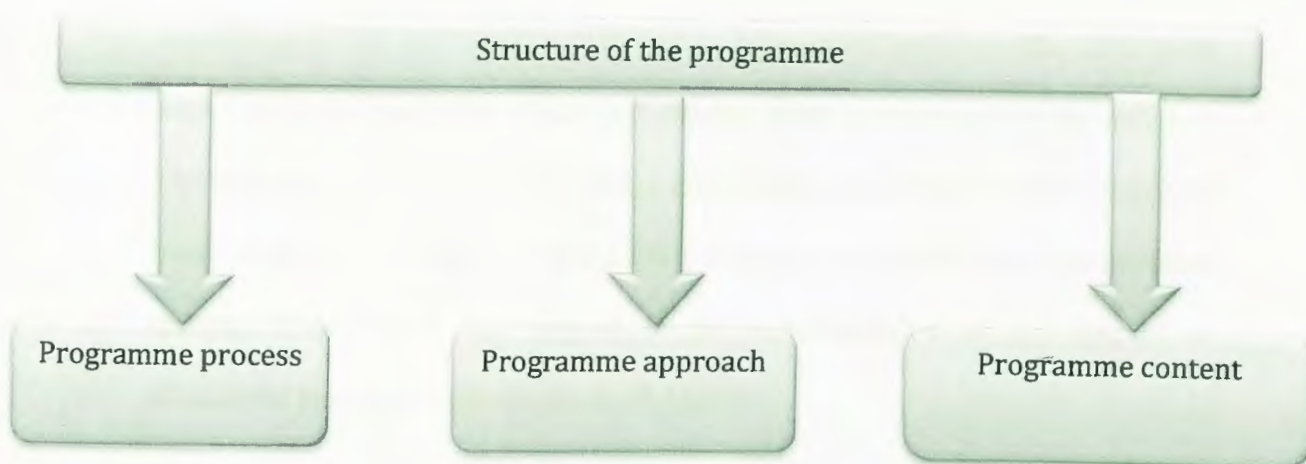 Structure of the programme
Programme process
Programme approach
Programme content